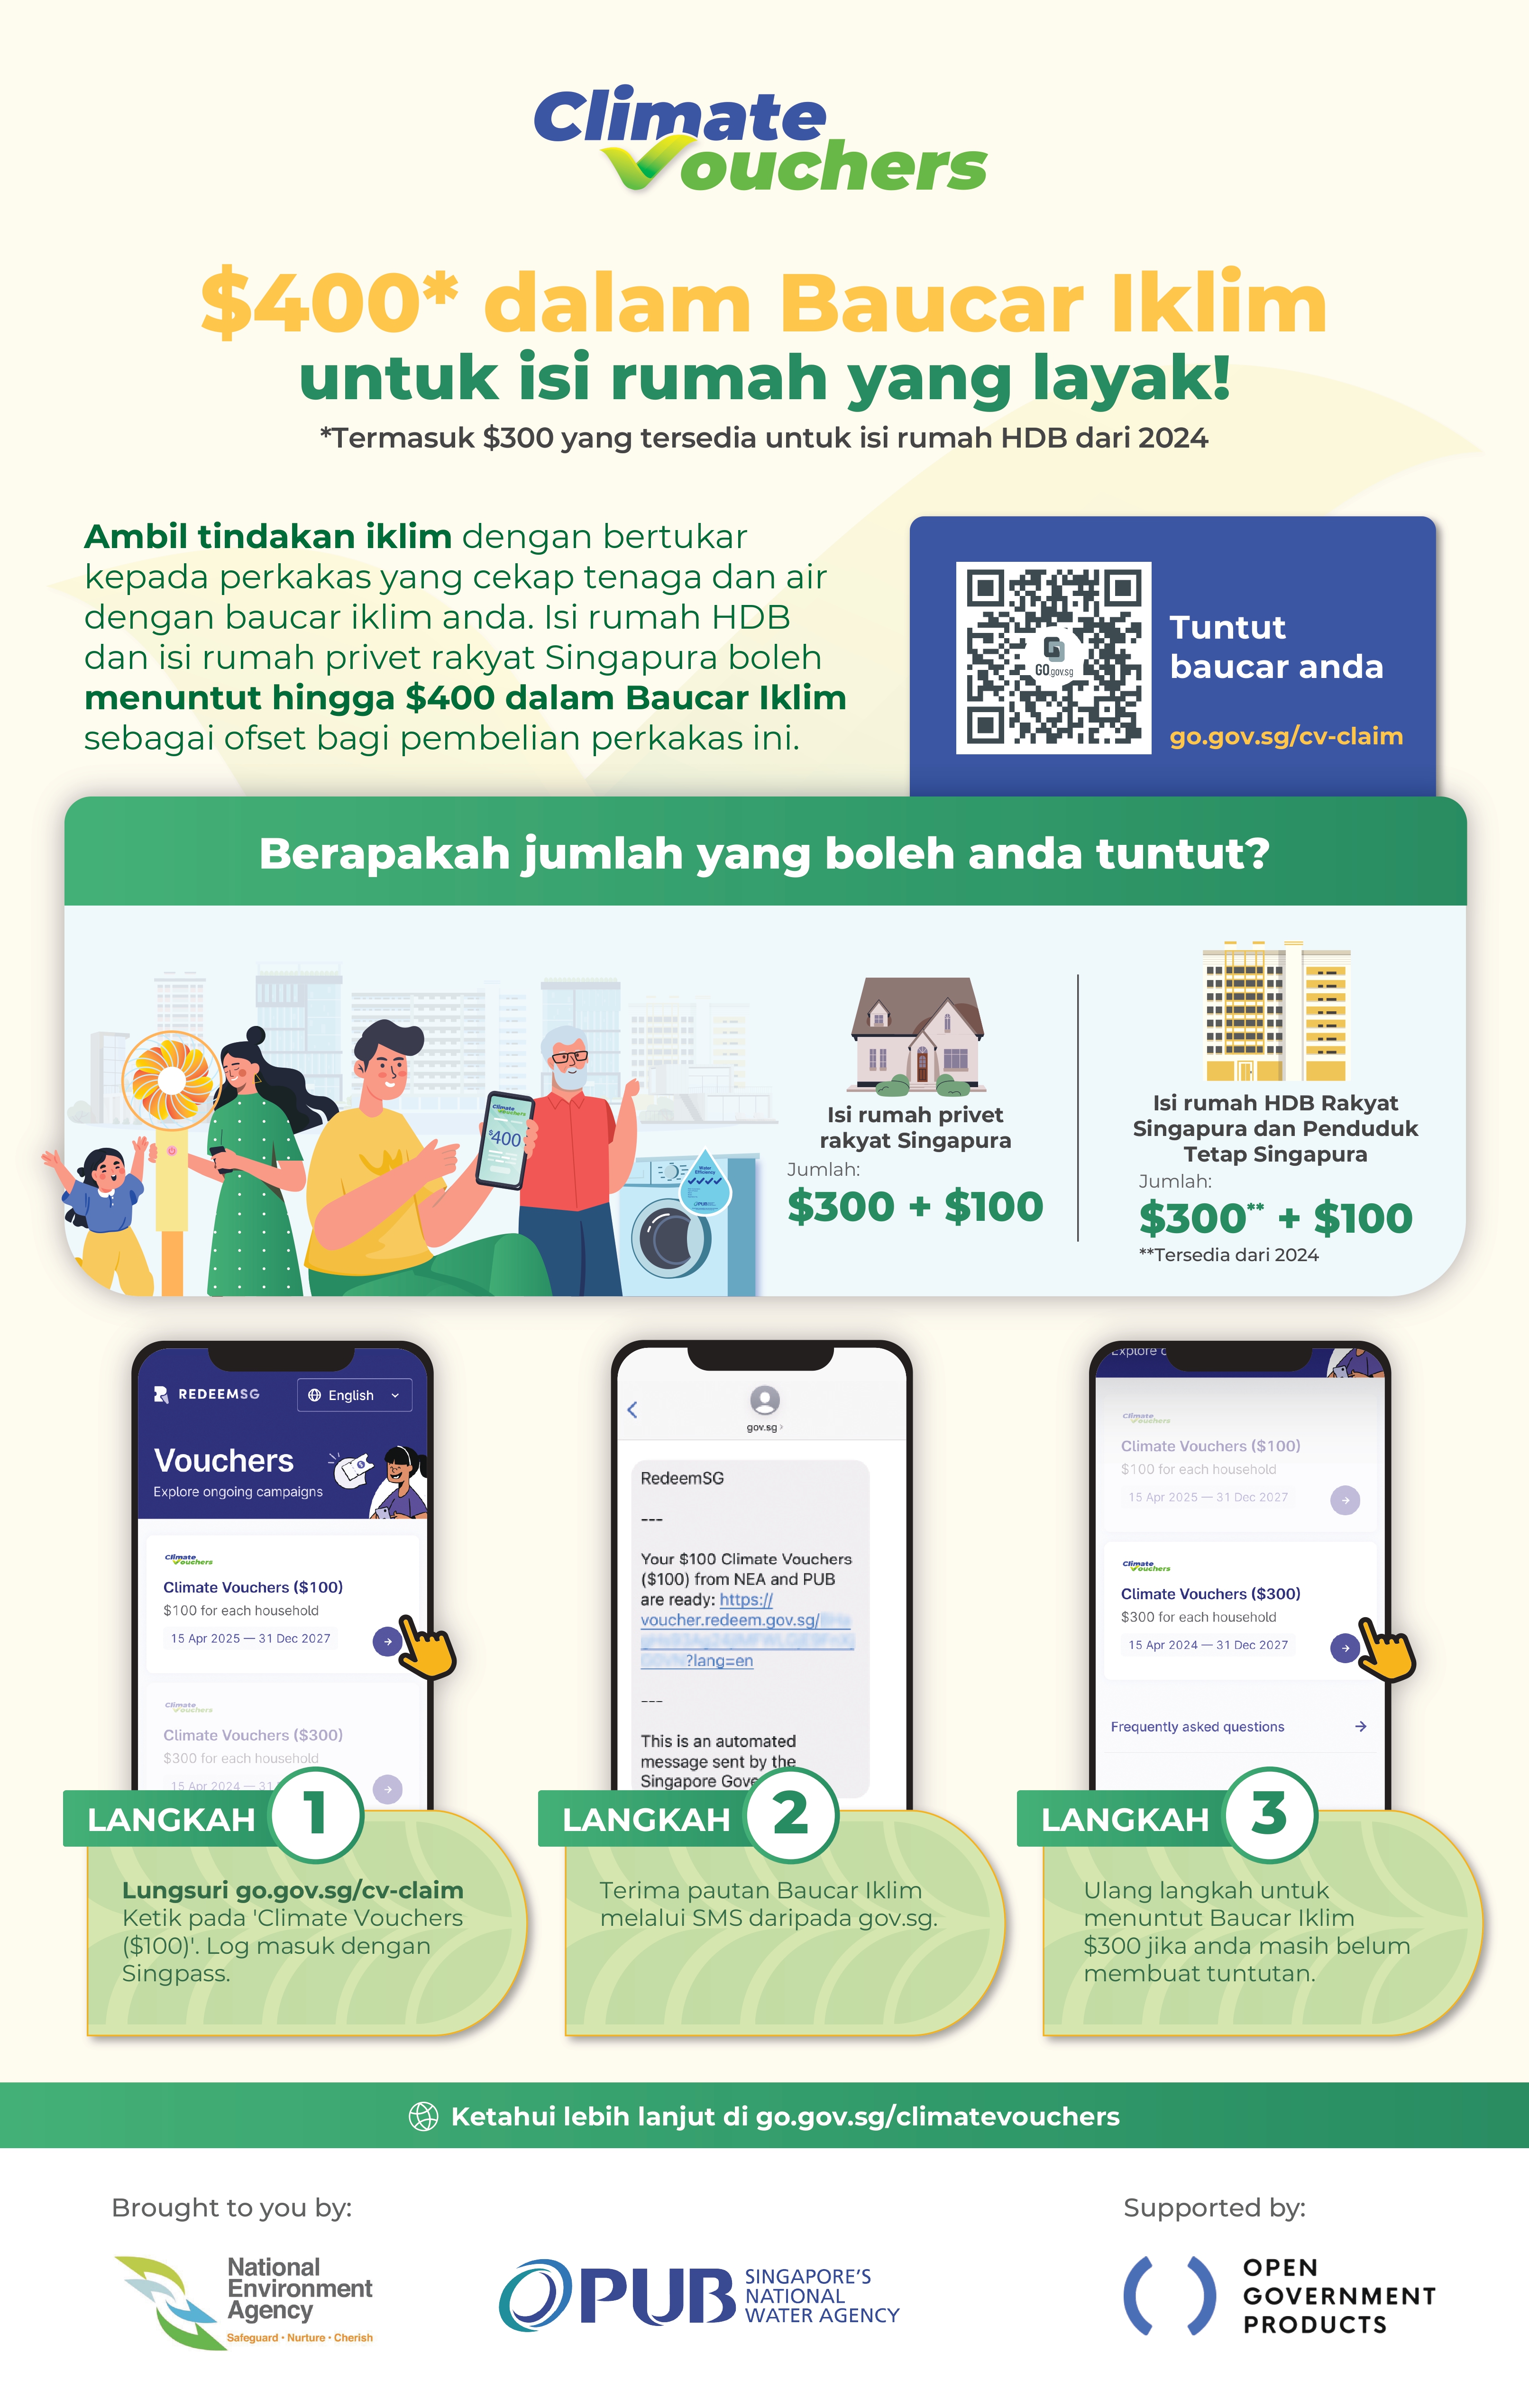 Climate
Vouchers
$400* dalam Baucar Iklim
untuk isi rumah yang layak!
*Termasuk $300 yang tersedia untuk isi rumah HDB dari 2024
Ambil tindakan iklim dengan bertukar
kepada perkakas yang cekap tenaga dan air
dengan baucar iklim anda. Isi rumah HDB
dan isi rumah privet rakyat Singapura boleh
menuntut hingga $400 dalam Baucar Iklim
sebagai ofset bagi pembelian perkakas ini.
GO.gov.sg
Tuntut
baucar anda
go.gov.sg/cv-claim
Berapakah jumlah yang boleh anda tuntut?
Climate
Vouchers
$400
Water
Efficiency
PUB
Isi rumah privet
rakyat Singapura
Jumlah:
$300 + $100
Isi rumah HDB Rakyat
Singapura dan Penduduk
Tetap Singapura
Jumlah:
$300** + $100
**Tersedia dari 2024
REDEEMSG
English
Vouchers
Explore ongoing campaigns
Climate
Vouchers
Climate Vouchers ($100)
$100 for each household
15 Apr 2025 — 31 Dec 2027
Climate
Vouchers
Climate Vouchers ($300)
$300 for each household
15 Apr 2024 — 31
LANGKAH 1
Lungsuri go.gov.sg/cv-claim
Ketik pada 'Climate Vouchers
($100)'. Log masuk dengan
Singpass.
gov.sg
RedeemSG
---
Your $100 Climate Vouchers
($100) from NEA and PUB
are ready: https://
voucher.redeem.gov.sg/
?lang=en
---
This is an automated
message sent by the
Singapore Gove
LANGKAH 2
Terima pautan Baucar Iklim
melalui SMS daripada gov.sg.
Explore
Climate
Vouchers
Climate Vouchers ($100)
$100 for each household
15 Apr 2025 — 31 Dec 2027
Climate
Vouchers
Climate Vouchers ($300)
$300 for each household
15 Apr 2024 — 31 Dec 2027
Frequently asked questions
LANGKAH 3
Ulang langkah untuk
menuntut Baucar Iklim
$300 jika anda masih belum
membuat tuntutan.
Ketahui lebih lanjut di go.gov.sg/climatevouchers
Brought to you by:
National
Environment
Agency
Safeguard • Nurture • Cherish
PUB
SINGAPORE'S
NATIONAL
WATER AGENCY
Supported by:
OPEN
GOVERNMENT
PRODUCTS